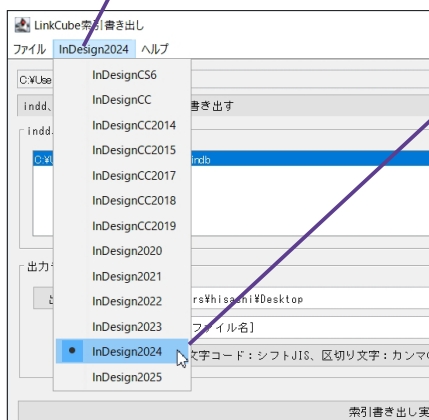 LinkCube索引書き出し
ファイル InDesign2024 ヘルプ
C:¥Use
indd、 書き出す
indd
C:¥U indb
InDesignCS6
InDesignCC
InDesignCC2014
InDesignCC2015
InDesignCC2017
InDesignCC2018
InDesignCC2019
InDesign2020
InDesign2021
InDesign2022
InDesign2023
InDesign2024
InDesign2025
出力
rs¥hisashi¥Desktop
ファイル名]
文字コード：シフトJIS、区切り文字：カンマ
索引書き出し実